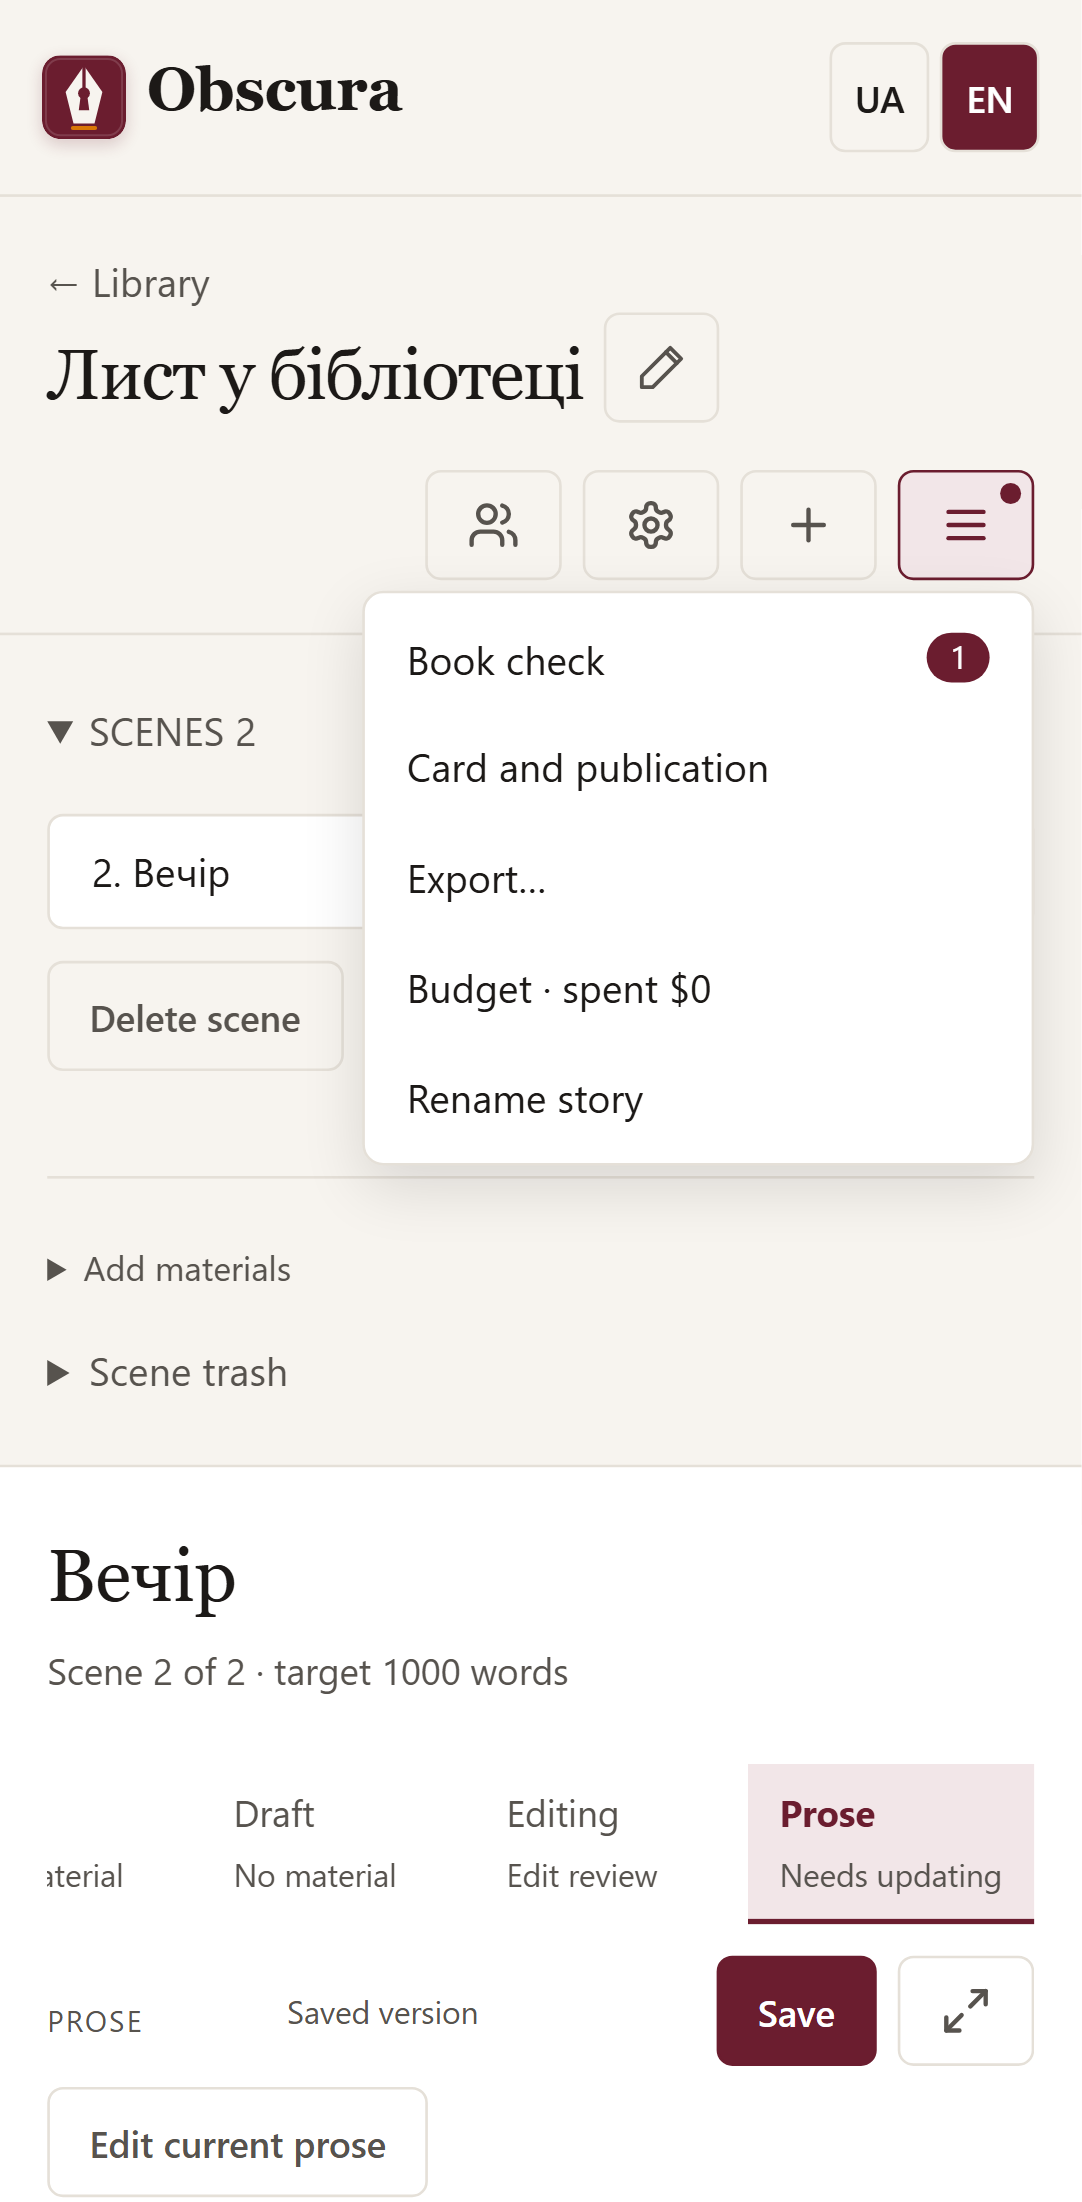 Obscura
UA
EN
← Library
Лист у бібліотеці
Book check
1
Card and publication
Export...
Budget · spent $0
Rename story
▼ SCENES 2
2. Вечір
Delete scene
▶ Add materials
▶ Scene trash
Вечір
Scene 2 of 2 · target 1000 words
aterial
Draft
No material
Editing
Edit review
Prose
Needs updating
PROSE
Saved version
Save
Edit current prose